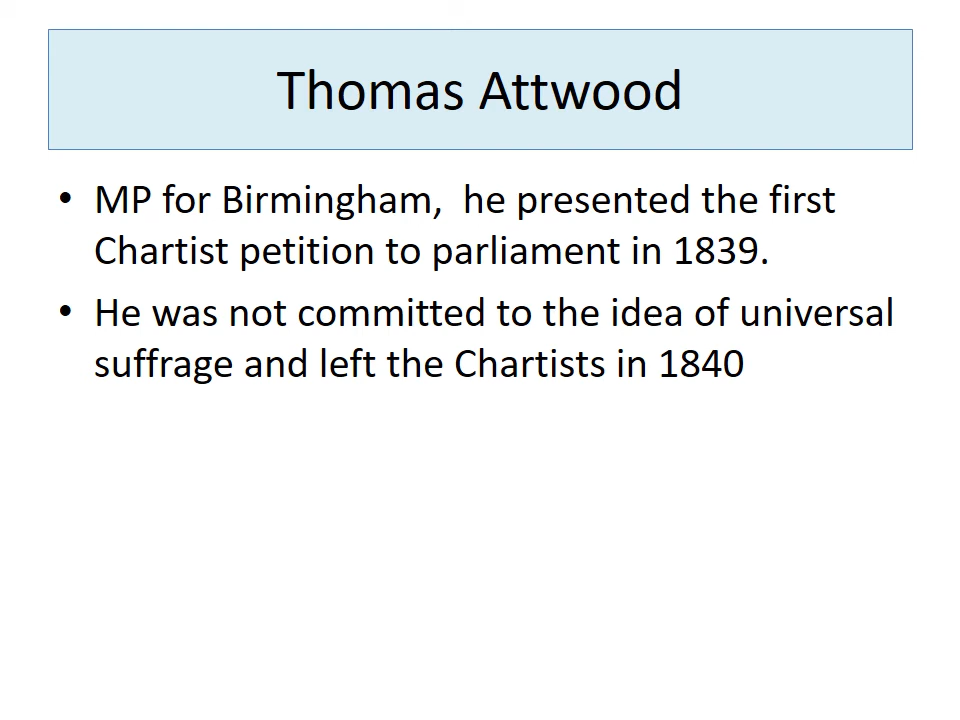 Thomas Attwood
• MP for Birmingham,  he presented the first
Chartist petition to parliament in 1839.
• He was not committed to the idea of universal
suffrage and left the Chartists in 1840